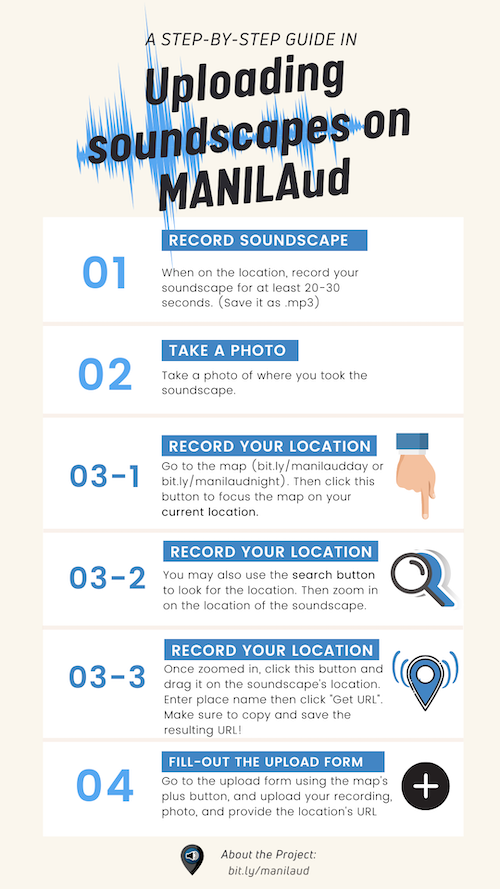 A STEP-BY-STEP GUIDE IN
Uploading
soundscapes on
MANILAud
01
RECORD SOUNDSCAPE
When on the location, record your
soundscape for at least 20-30
seconds. (Save it as .mp3)
02
TAKE A PHOTO
Take a photo of where you took the
soundscape.
03-1
RECORD YOUR LOCATION
Go to the map (bit.ly/manilaudday or
bit.ly/manilaudnight). Then click this
button to focus the map on your
current location.
03-2
RECORD YOUR LOCATION
You may also use the search button
to look for the location. Then zoom in
on the location of the soundscape.
03-3
RECORD YOUR LOCATION
Once zoomed in, click this button and
drag it on the soundscape's location.
Enter place name then click "Get URL".
Make sure to copy and save the
resulting URL!
04
FILL-OUT THE UPLOAD FORM
Go to the upload form using the map's
plus button, and upload your recording,
photo, and provide the location's URL
About the Project:
bit.ly/manilaud